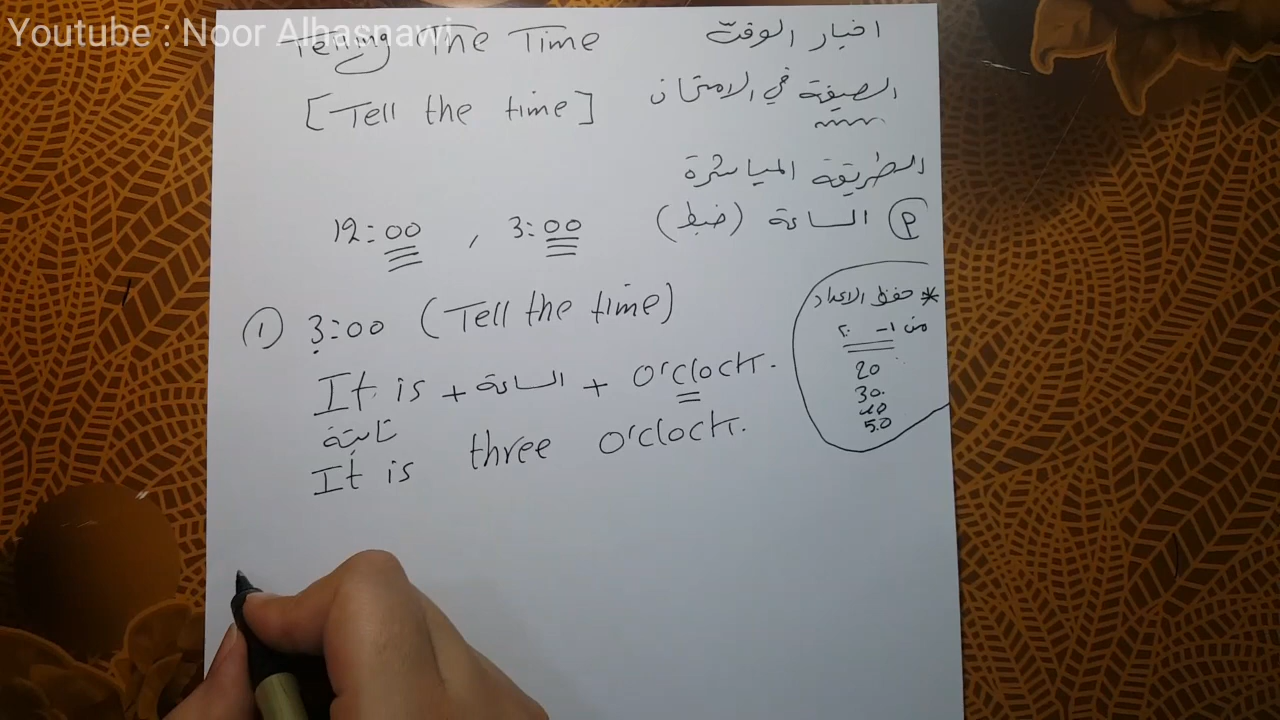 Youtube : Noor Alhasnawi
Telling The Time
اخبار الوقت
[Tell the time]
الصيغة في الامتحان
الطريقة المباشرة
12:00 , 3:00
(م) الساعة (ضبط)
① 3:00 (Tell the time)
It is + الساعة + O'clock.
ثابتة
It is three O'clock.
* حفظ الاعداد
من ١ - ٢٠
20
30.
40
50